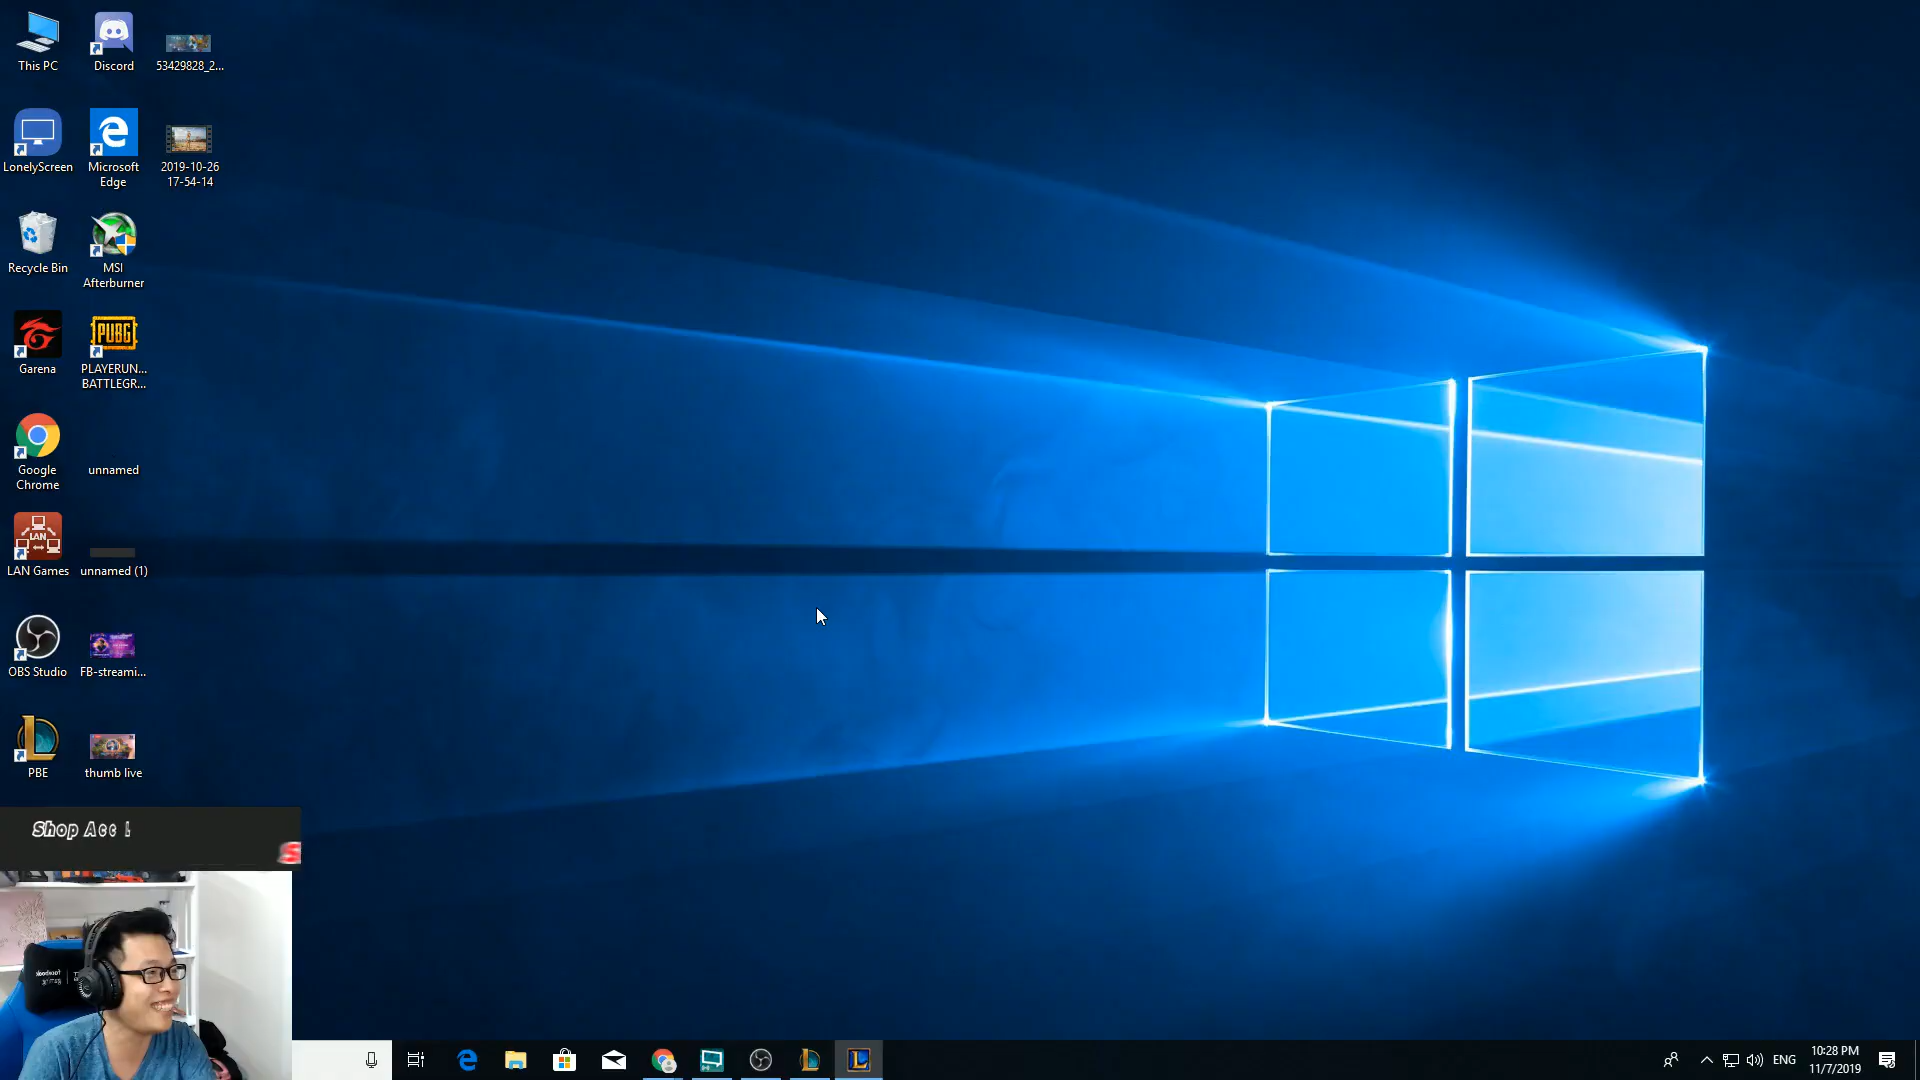 This PC
Discord
53429828_2...
LonelyScreen
Microsoft
Edge
2019-10-26
17-54-14
Recycle Bin
MSI
Afterburner
Garena
PUBG
PLAYERUN...
BATTLEGR...
Google
Chrome
unnamed
LAN
LAN Games
unnamed (1)
OBS Studio
FB-streami...
PBE
thumb live
Shop Acc L
S
ENG
10:28 PM
11/7/2019